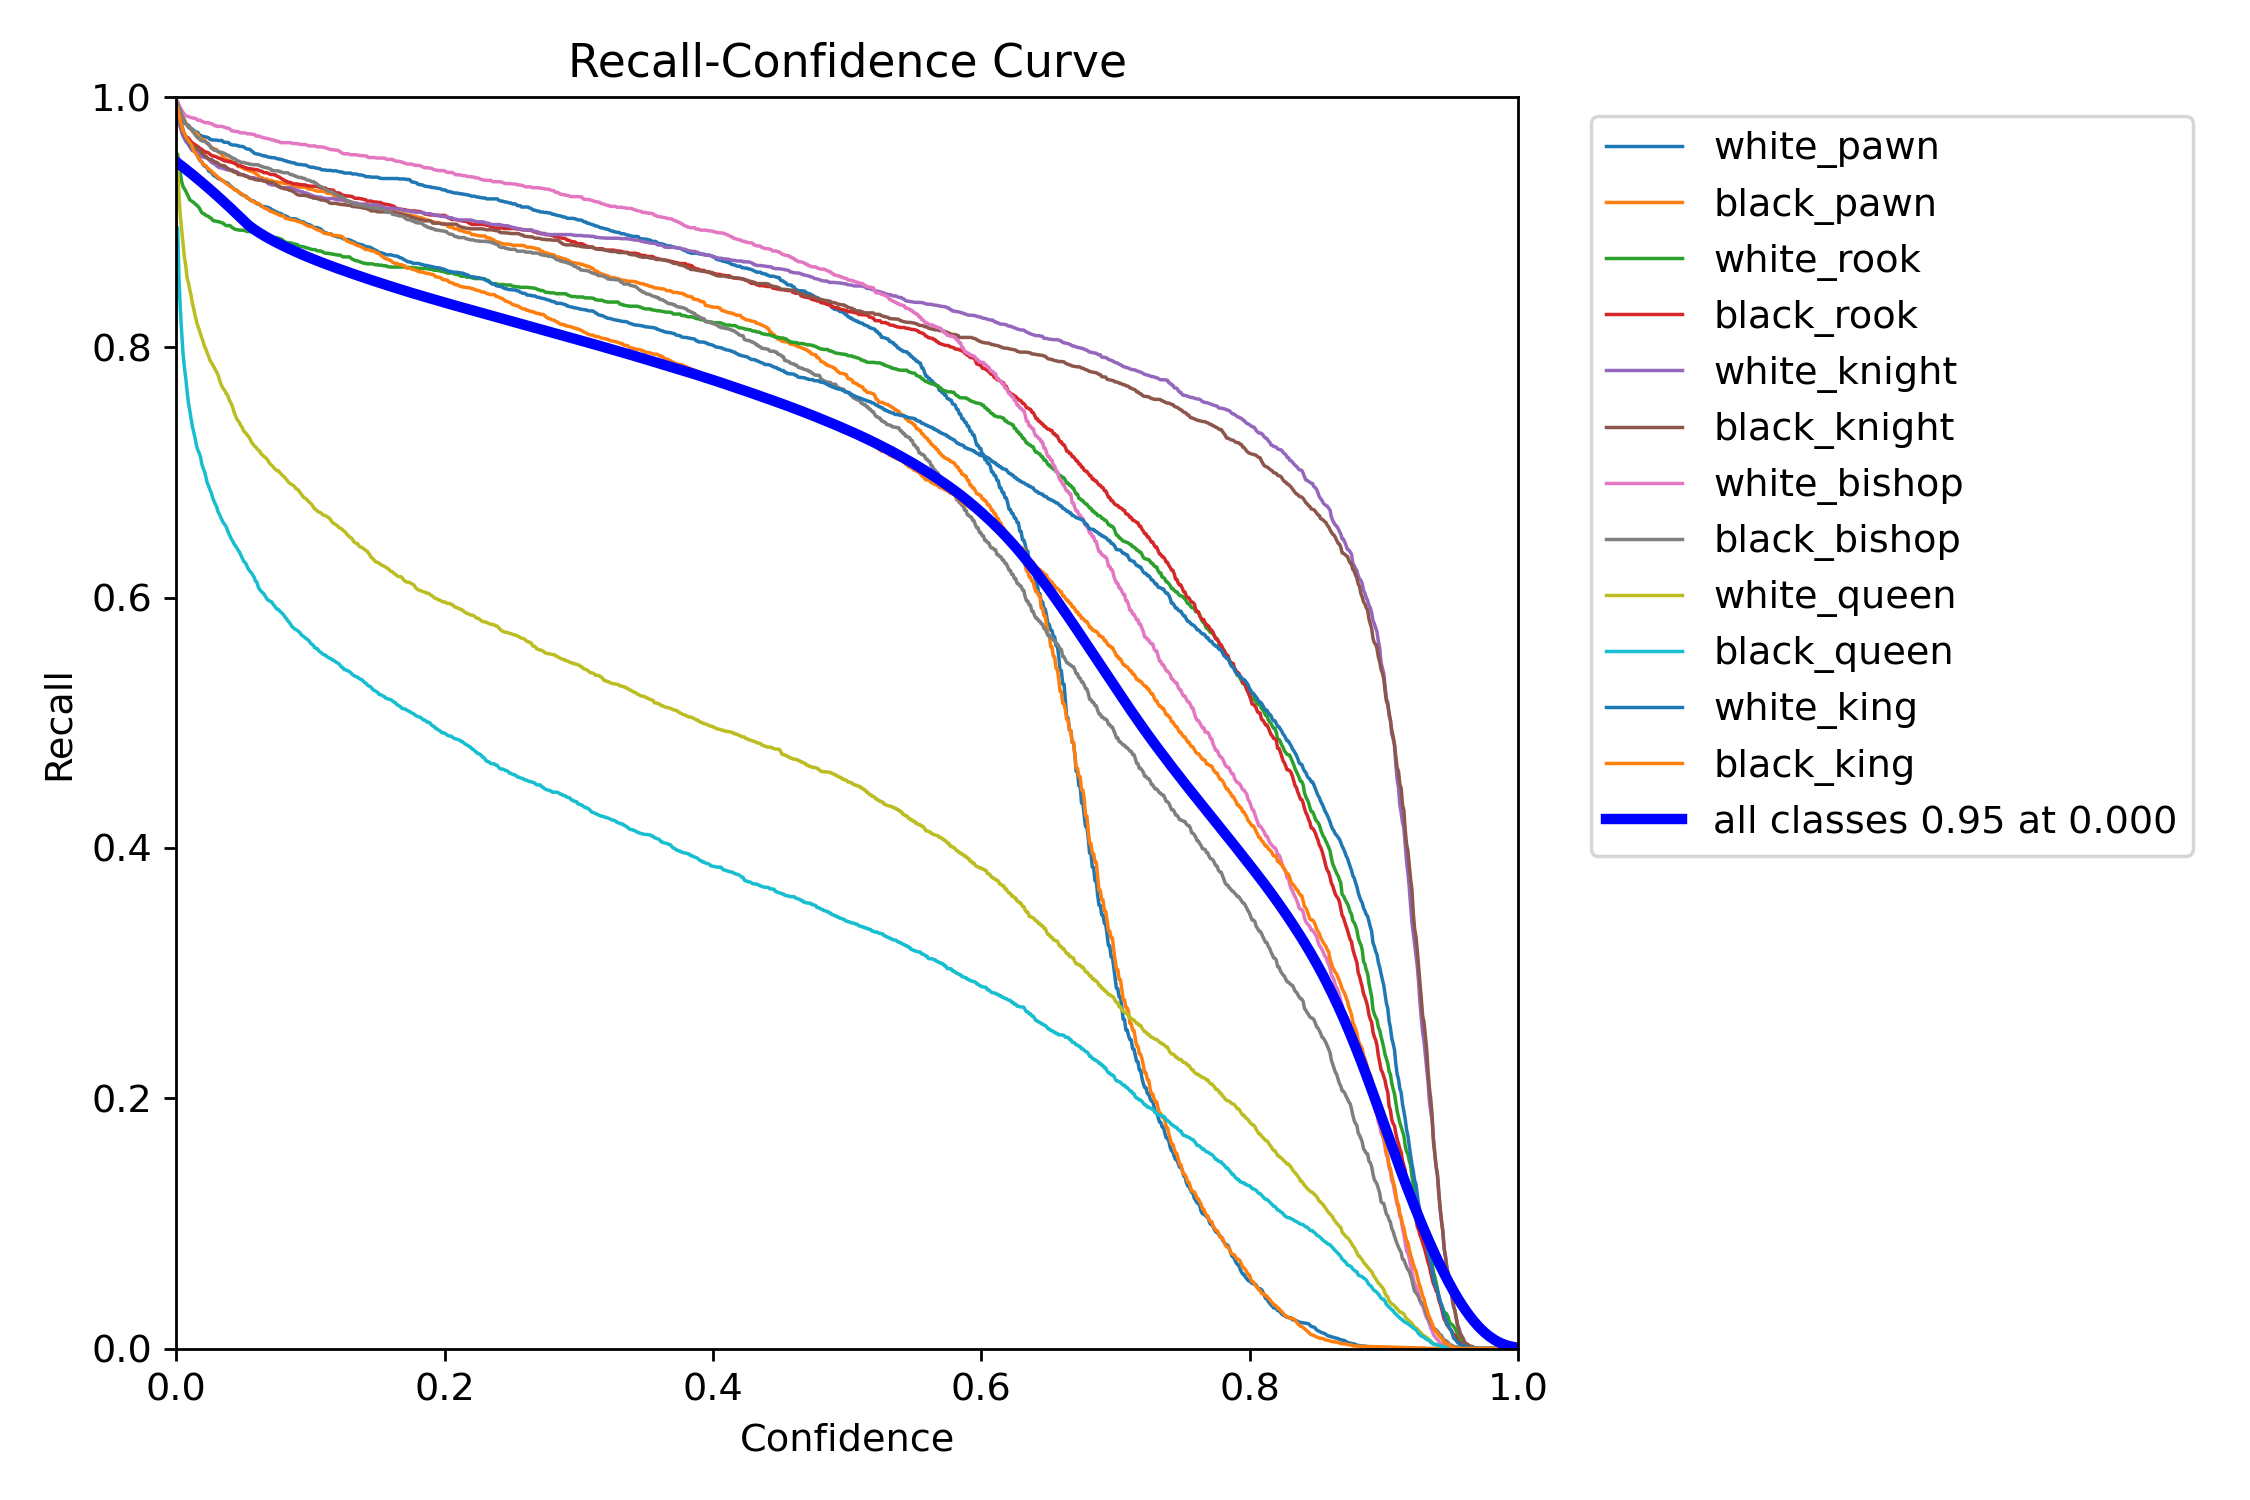 Recall-Confidence Curve
1.0
0.8
0.6
0.4
0.2
0.0
Recall
0.0 0.2 0.4 0.6 0.8 1.0
Confidence
white_pawn
black_pawn
white_rook
black_rook
white_knight
black_knight
white_bishop
black_bishop
white_queen
black_queen
white_king
black_king
all classes 0.95 at 0.000